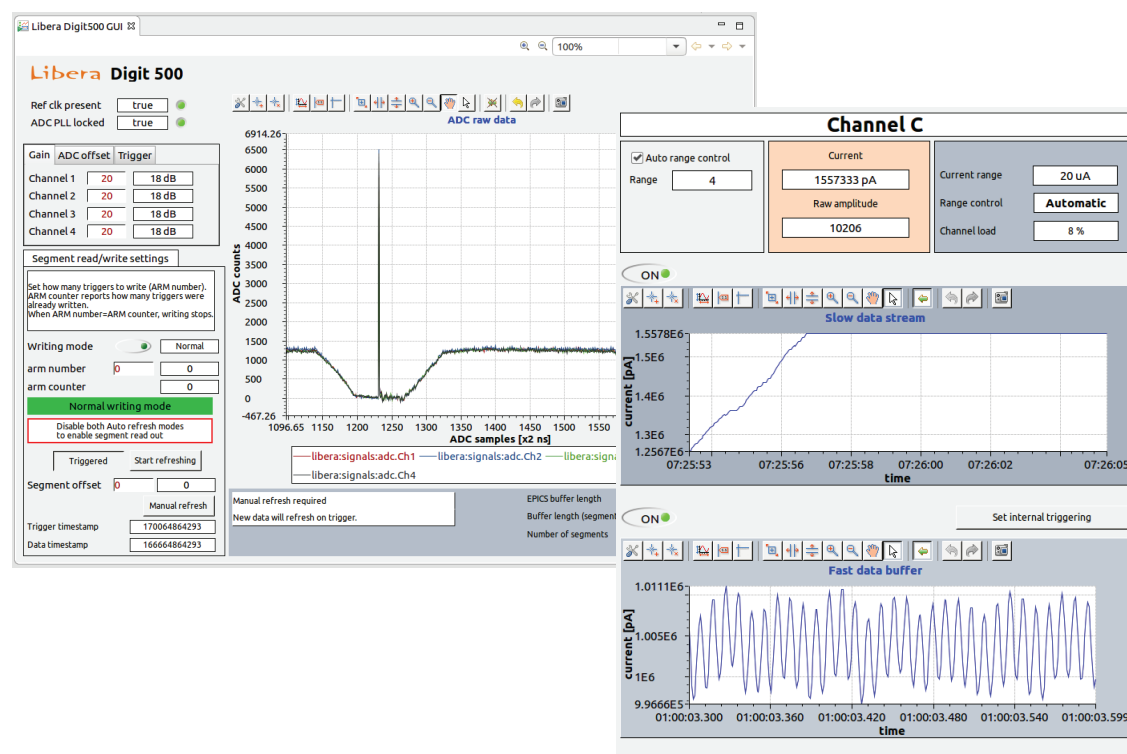 Libera Digit500 GUI
100%
Libera Digit 500
Ref clk present true
ADC PLL locked true
Gain ADC offset Trigger
Channel 1 20 18 dB
Channel 2 20 18 dB
Channel 3 20 18 dB
Channel 4 20 18 dB
Segment read/write settings
Set how many triggers to write (ARM number).
ARM counter reports how many triggers were
already written.
When ARM number=ARM counter, writing stops.
Writing mode Normal
arm number 0 0
arm counter 0
Normal writing mode
Disable both Auto refresh modes
to enable segment read out
Triggered Start refreshing
Segment offset 0 0
Manual refresh
Trigger timestamp 170064864293
Data timestamp 166664864293
ADC raw data
6914.26
6500
6000
5500
5000
4500
4000
3500
3000
2500
2000
1500
1000
500
0
-467.26
ADC counts
1096.65 1150 1200 1250 1300 1350 1400 1450 1500 1550
ADC samples [x2 ns]
libera:signals:adc.Ch1 libera:signals:adc.Ch2 libera:signa
libera:signals:adc.Ch4
Manual refresh required
New data will refresh on trigger.
EPICS buffer length
Buffer length (segment
Number of segments
Channel C
Auto range control
Range 4
Current
1557333 pA
Raw amplitude
10206
Current range 20 uA
Range control Automatic
Channel load 8 %
ON
Slow data stream
1.5578E6
1.5E6
1.4E6
1.3E6
1.2567E6
current [pA]
07:25:53 07:25:56 07:25:58 07:26:00 07:26:02 07:26:05
time
ON
Set internal triggering
Fast data buffer
1.0111E6
1.005E6
1E6
9.9666E5
current [pA]
01:00:03.300 01:00:03.360 01:00:03.420 01:00:03.480 01:00:03.540 01:00:03.599
time